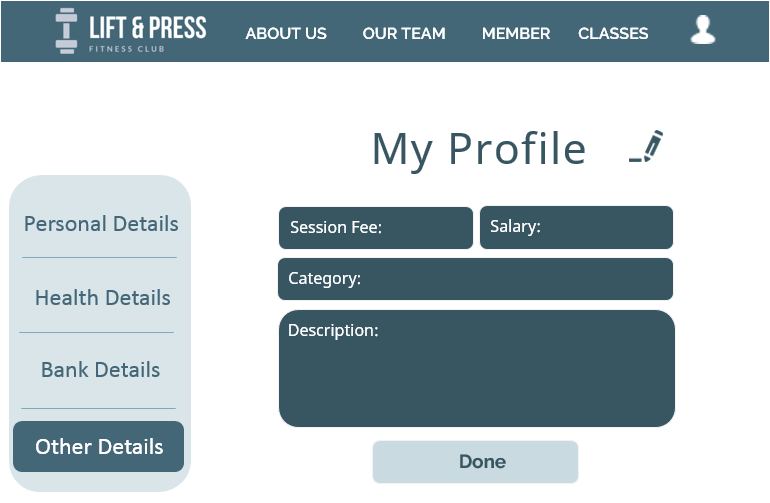 LIFT & PRESS
FITNESS CLUB
ABOUT US OUR TEAM MEMBER CLASSES
My Profile
Personal Details
Health Details
Bank Details
Other Details
Session Fee: Salary:
Category:
Description:
Done